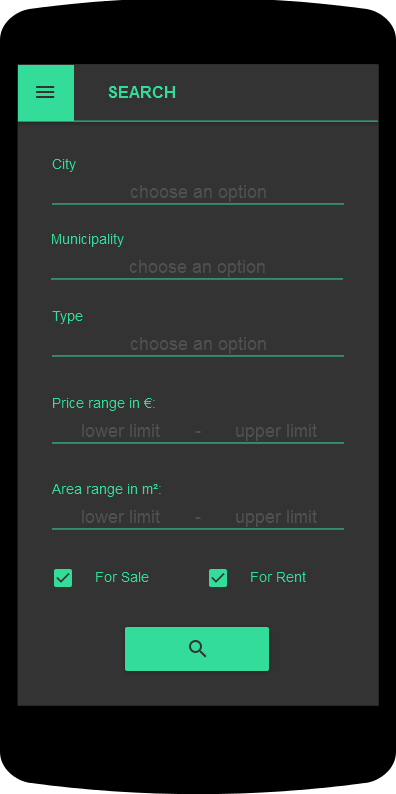 SEARCH
City
choose an option
Municipality
choose an option
Type
choose an option
Price range in €:
lower limit - upper limit
Area range in m²:
lower limit - upper limit
For Sale For Rent